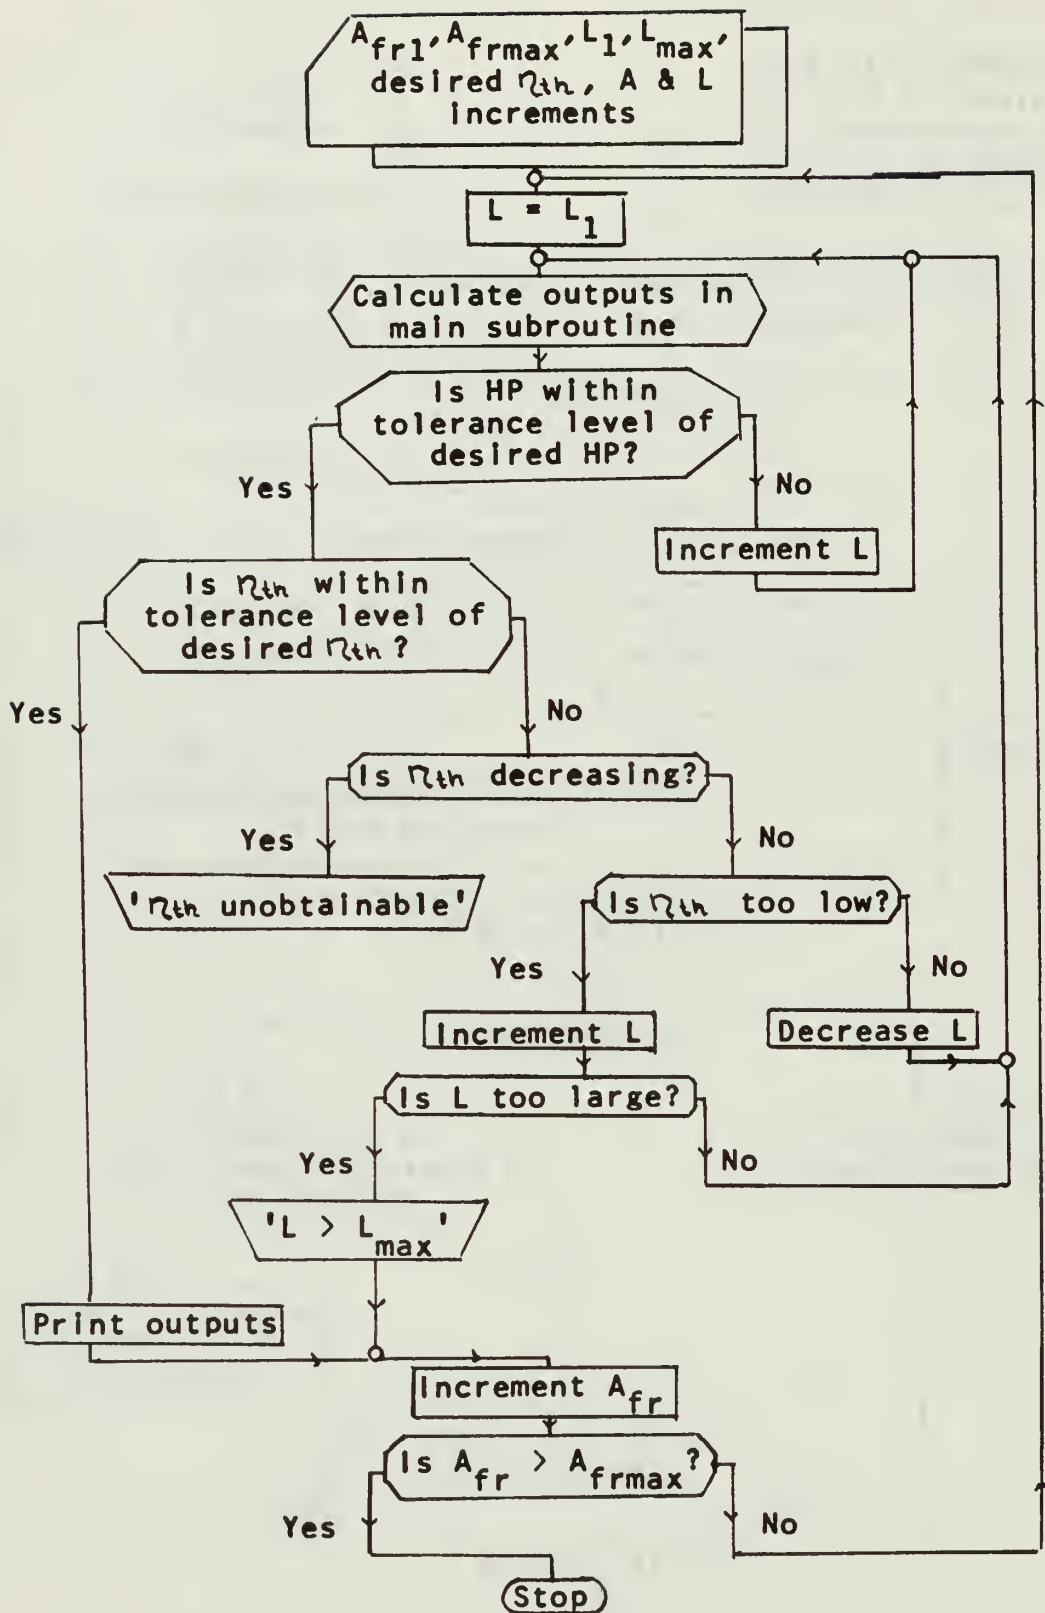 A_fr1, A_frmax, L_1, L_max,
desired η_th, A & L
increments
L = L_1
Calculate outputs in
main subroutine
Is HP within
tolerance level of
desired HP?
Yes
No
Increment L
Is η_th within
tolerance level of
desired η_th?
Yes
No
Is η_th decreasing?
Yes
No
'η_th unobtainable'
Is η_th too low?
Yes
No
Increment L
Decrease L
Is L too large?
Yes
No
'L > L_max'
Print outputs
Increment A_fr
Is A_fr > A_frmax?
Yes
No
Stop